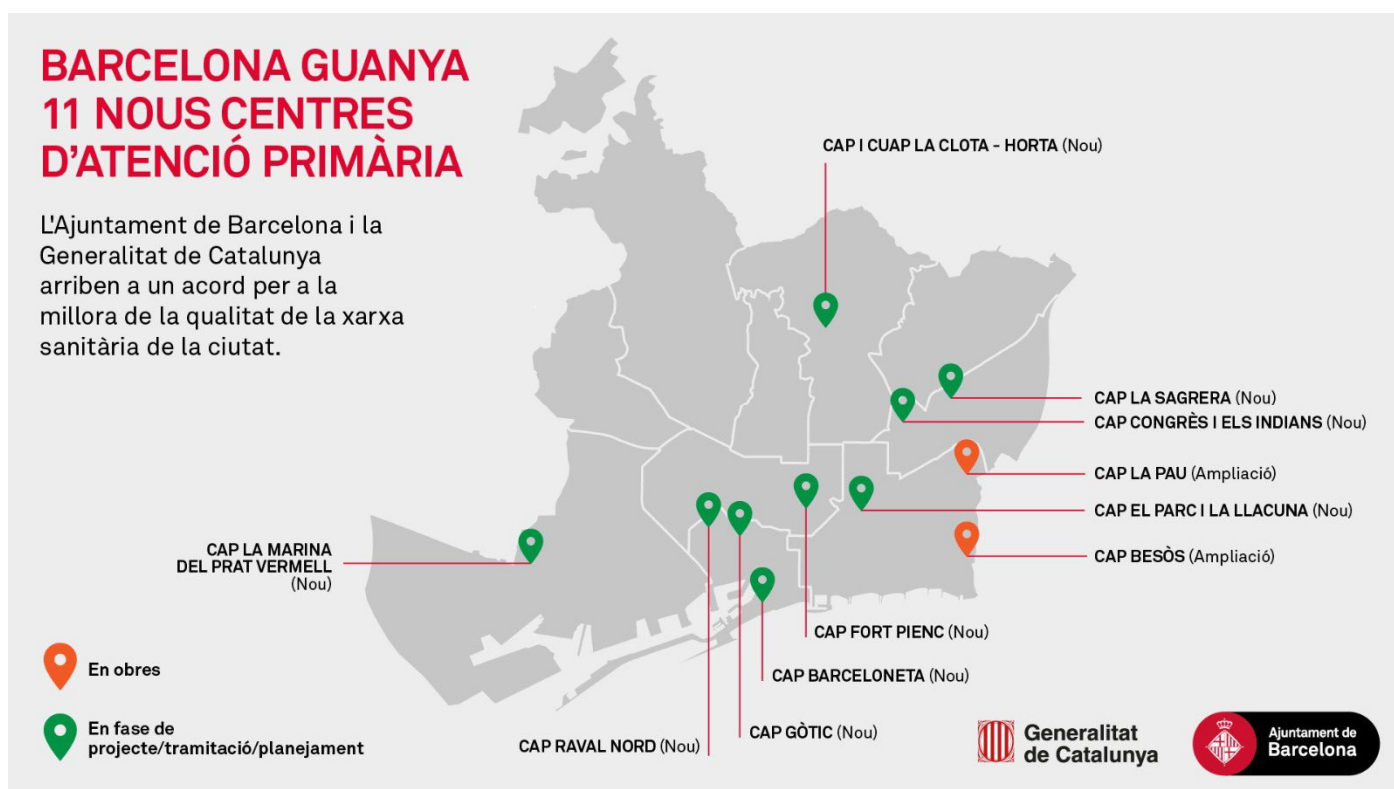 BARCELONA GUANYA
11 NOUS CENTRES
D'ATENCIÓ PRIMÀRIA
L'Ajuntament de Barcelona i la
Generalitat de Catalunya
arriben a un acord per a la
millora de la qualitat de la xarxa
sanitària de la ciutat.
CAP I CUAP LA CLOTA - HORTA (Nou)
CAP LA SAGRERA (Nou)
CAP CONGRÈS I ELS INDIANS (Nou)
CAP LA PAU (Ampliació)
CAP EL PARC I LA LLACUNA (Nou)
CAP BESÒS (Ampliació)
CAP LA MARINA
DEL PRAT VERMELL
(Nou)
CAP FORT PIENC (Nou)
CAP BARCELONETA (Nou)
CAP GÒTIC (Nou)
CAP RAVAL NORD (Nou)
En obres
En fase de
projecte/tramitació/planejament
Generalitat
de Catalunya
Ajuntament de
Barcelona